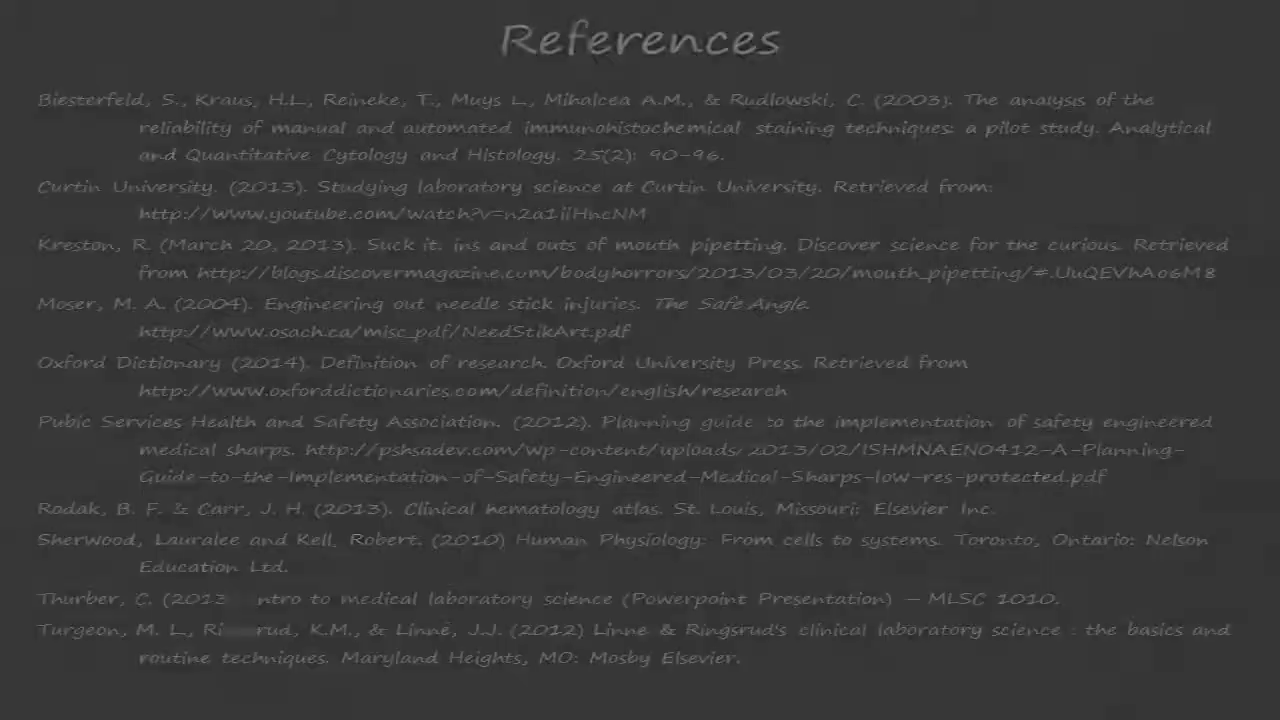 References
Biesterfeld, S., Kraus, H.L., Reineke, T., Muys L., Mihalcea A.M., & Rudlowski, C. (2003). The analysis of the
reliability of manual and automated immunohistochemical staining techniques: a pilot study. Analytical
and Quantitative Cytology and Histology. 25(2): 90-96.
Curtin University. (2013). Studying laboratory science at Curtin University. Retrieved from:
http://www.youtube.com/watch?v=n2a1iiHncNM
Kreston, R. (March 20, 2013). Suck it: ins and outs of mouth pipetting. Discover science for the curious. Retrieved
from http://blogs.discovermagazine.com/bodyhorrors/2013/03/20/mouth_pipetting/#.UuQEVhAo6M8
Moser, M. A. (2004). Engineering out needle stick injuries. The Safe Angle.
http://www.osach.ca/misc_pdf/NeedStikArt.pdf
Oxford Dictionary (2014). Definition of research. Oxford University Press. Retrieved from
http://www.oxforddictionaries.com/definition/english/research
Pubic Services Health and Safety Association. (2012). Planning guide to the implementation of safety engineered
medical sharps. http://pshsadev.com/wp-content/uploads/2013/02/ISHMNAEN0412-A-Planning-
Guide-to-the-Implementation-of-Safety-Engineered-Medical-Sharps-low-res-protected.pdf
Rodak, B. F. & Carr, J. H. (2013). Clinical hematology atlas. St. Louis, Missouri: Elsevier Inc.
Sherwood, Lauralee and Kell, Robert. (2010) Human Physiology: From cells to systems. Toronto, Ontario: Nelson
Education Ltd.
Thurber, C. (2013 ntro to medical laboratory science (Powerpoint Presentation) – MLSC 1010.
Turgeon, M. L., K.M., & Linne, J.J. (2012) Linne & Ringsrud's clinical laboratory science : the basics and
routine techniques. Maryland Heights, MO: Mosby Elsevier.